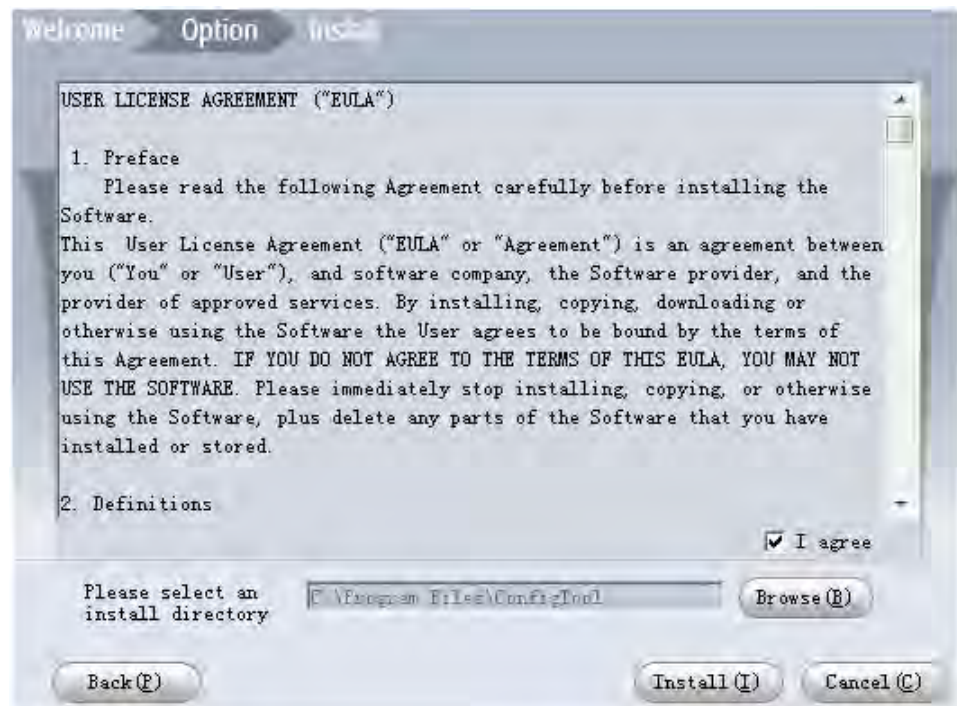 Welcome Option Install
USER LICENSE AGREEMENT ("EULA")
1. Preface
Please read the following Agreement carefully before installing the
Software.
This User License Agreement ("EULA" or "Agreement") is an agreement between
you ("You" or "User"), and software company, the Software provider, and the
provider of approved services. By installing, copying, downloading or
otherwise using the Software the User agrees to be bound by the terms of
this Agreement. IF YOU DO NOT AGREE TO THE TERMS OF THIS EULA, YOU MAY NOT
USE THE SOFTWARE. Please immediately stop installing, copying, or otherwise
using the Software, plus delete any parts of the Software that you have
installed or stored.
2. Definitions
I agree
Please select an
install directory
C:\Program Files\ConfigTool
Browse(B)
Back(P)
Install(I)
Cancel(C)